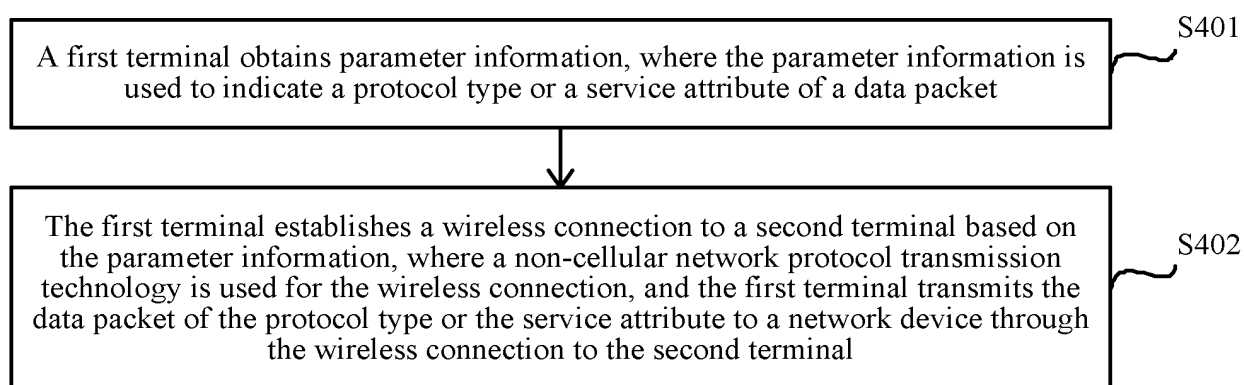 S401
A first terminal obtains parameter information, where the parameter information is
used to indicate a protocol type or a service attribute of a data packet
The first terminal establishes a wireless connection to a second terminal based on
the parameter information, where a non-cellular network protocol transmission
technology is used for the wireless connection, and the first terminal transmits the
data packet of the protocol type or the service attribute to a network device through
the wireless connection to the second terminal
S402